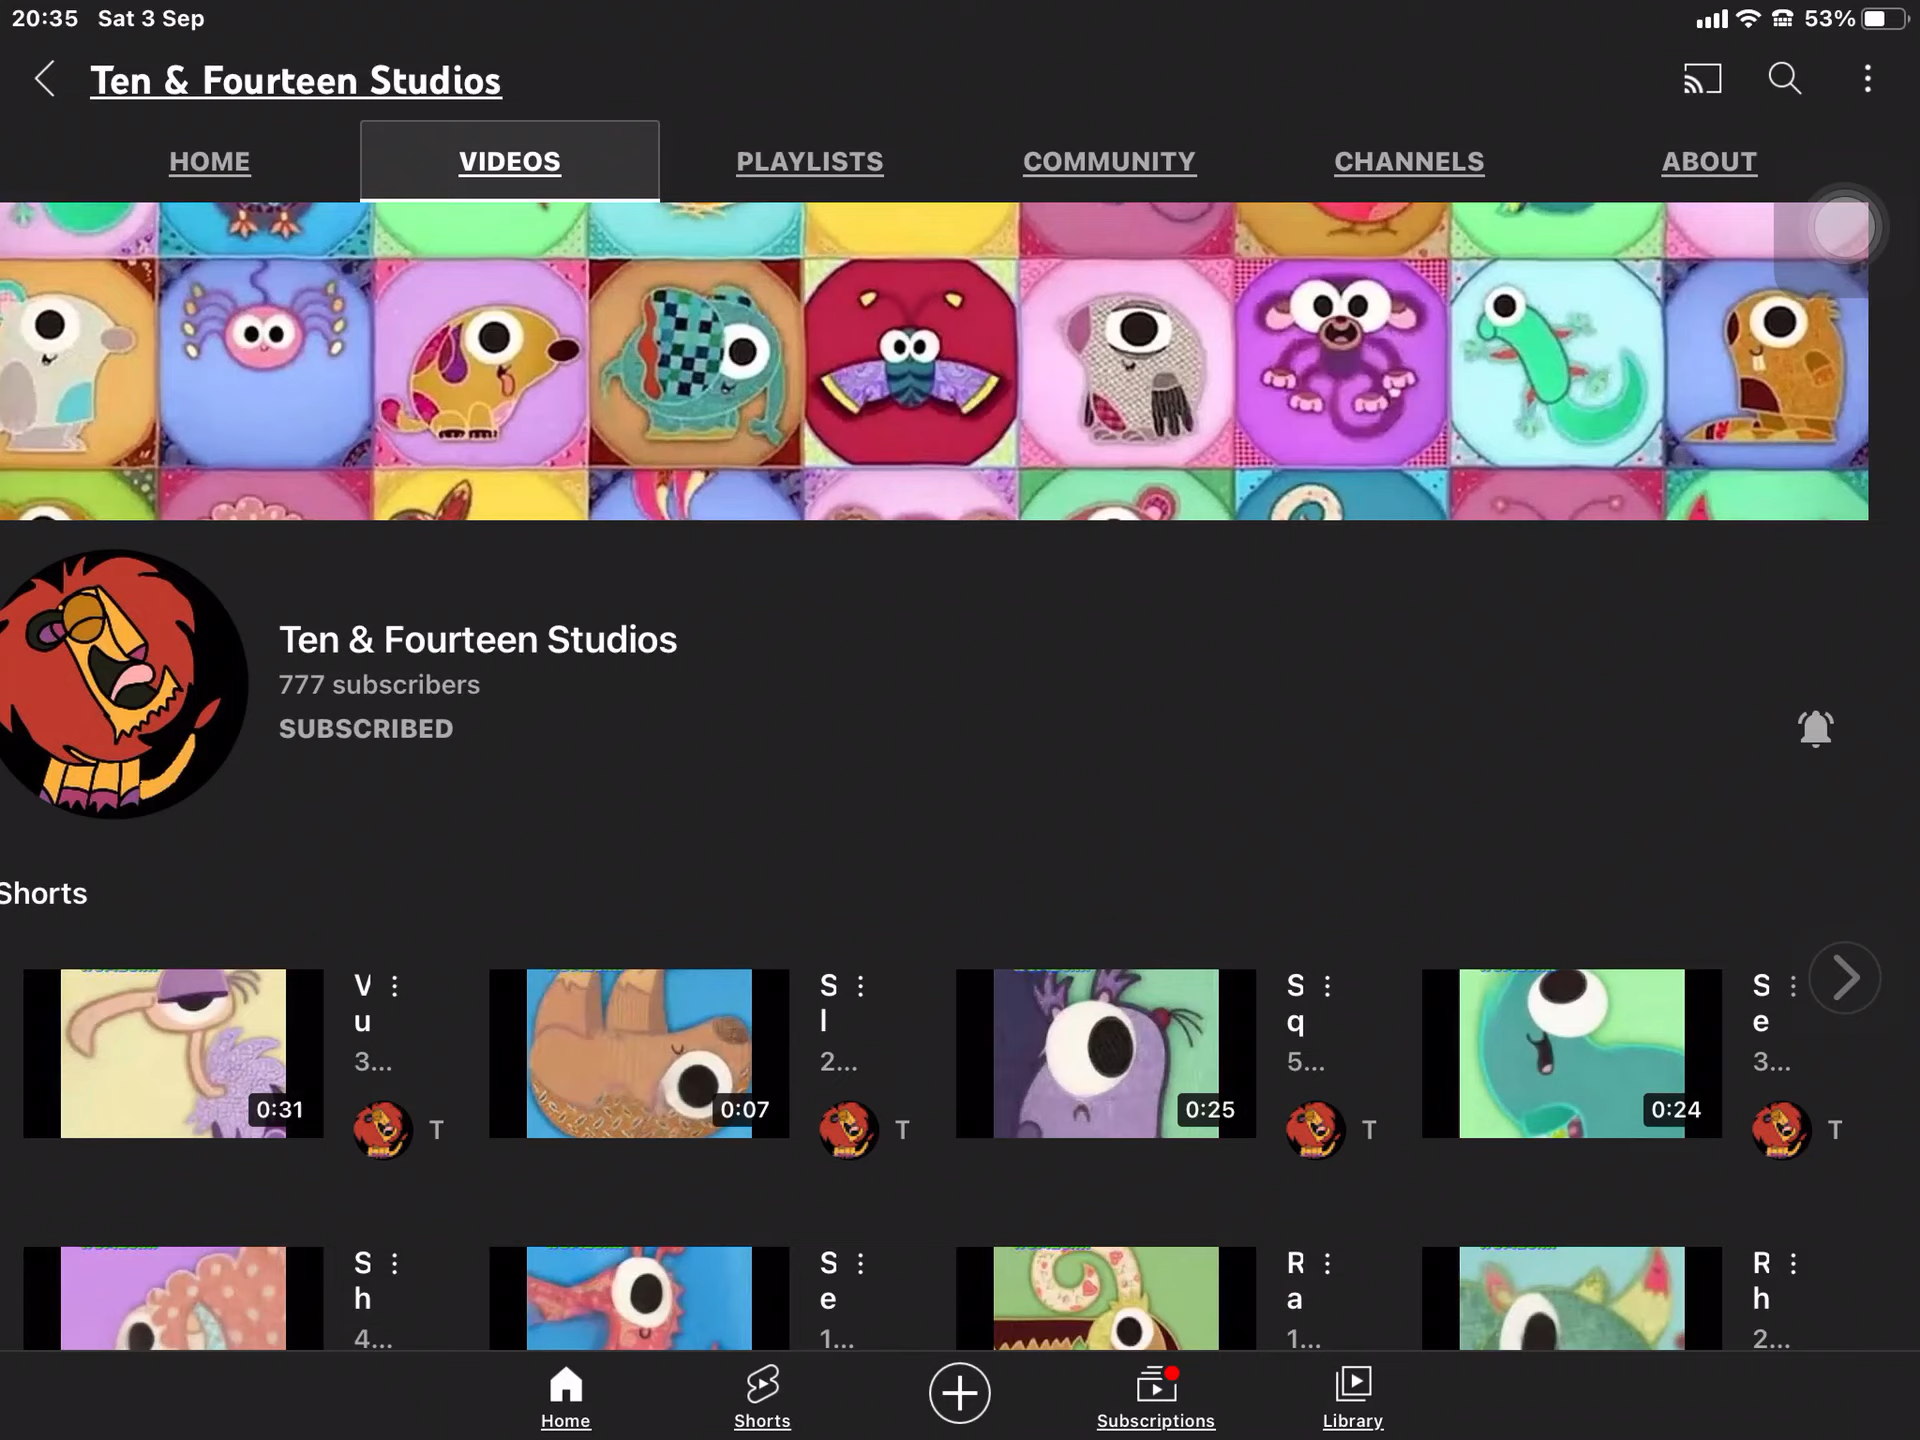 20:35 Sat 3 Sep 53%
Ten & Fourteen Studios
HOME VIDEOS PLAYLISTS COMMUNITY CHANNELS ABOUT
Ten & Fourteen Studios
777 subscribers
SUBSCRIBED
Shorts
V
u
3...
0:31
T
S
l
2...
0:07
T
S
q
5...
0:25
T
S
e
3...
0:24
T
S
h
4...
S
e
1...
R
a
1...
R
h
2...
Home Shorts Subscriptions Library